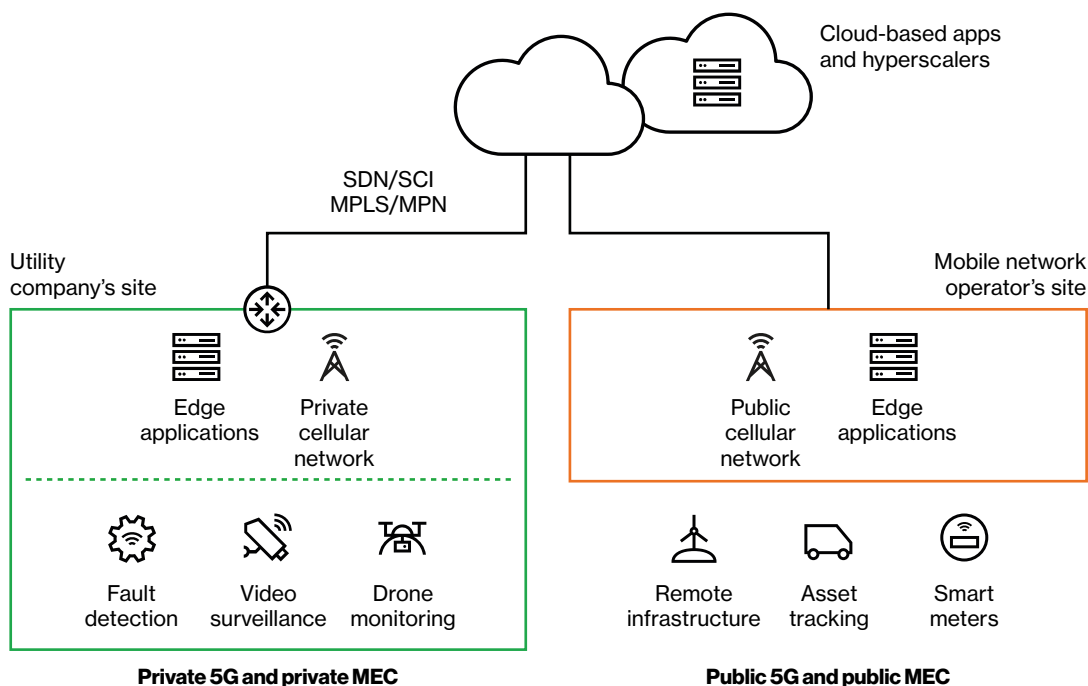 Cloud-based apps
and hyperscalers
SDN/SCI
MPLS/MPN
Utility
company’s site
Mobile network
operator’s site
Edge
applications
Private
cellular
network
Public
cellular
network
Edge
applications
Fault
detection
Video
surveillance
Drone
monitoring
Remote
infrastructure
Asset
tracking
Smart
meters
Private 5G and private MEC
Public 5G and public MEC